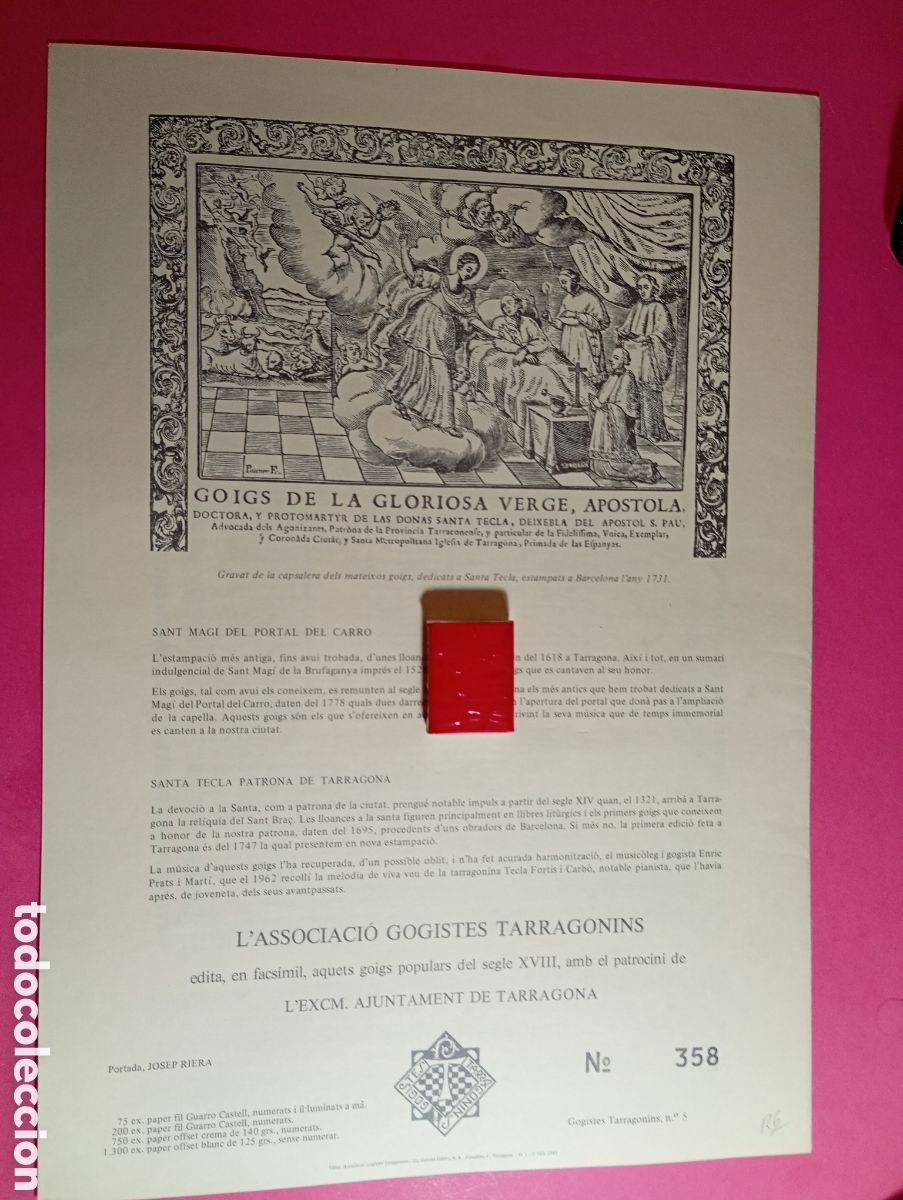 Paschor F.
GOIGS DE LA GLORIOSA VERGE, APOSTOLA,
DOCTORA, Y PROTOMARTYR DE LAS DONAS SANTA TECLA, DEIXEBLA DEL APOSTOL S. PAU,
Advocada dels Agonizants, Patròna de la Provincia Tarraconense, y particular de la Fidelissima, Vnica, Exemplar,
y Coronàda Ciutàt, y Santa Metropolitana Iglesia de Tarragona, Primada de las Espanyas.
Gravat de la capsalera dels mateixos goigs, dedicats a Santa Tecla, estampats a Barcelona l'any 1731.
SANT MAGI DEL PORTAL DEL CARRO
L'estampació més antiga, fins avui trobada, d'unes lloan del 1618 a Tarragona. Així i tot, en un sumari
indulgencial de Sant Magí de la Brufaganya imprés el 152 gs que es cantaven al seu honor.
Els goigs, tal com avui els coneixem, es remunten al segle na els més antics que hem trobat dedicats a Sant
Magí del Portal del Carro, daten del 1778 quals dues darre l'apertura del portal que donà pas a l'ampliació
de la capella. Aquests goigs són els que s'ofereixen en a rivint la seva música que de temps immemorial
es canten a la nostra ciutat.
SANTA TECLA PATRONA DE TARRAGONA
La devoció a la Santa, com a patrona de la ciutat, prengué notable impuls a partir del segle XIV quan, el 1321, arribà a Tarra-
gona la relíquia del Sant Braç. Les lloances a la santa figuren principalment en llibres litúrgics i els primers goigs que coneixem
a honor de la nostra patrona, daten del 1695, procedents d'uns obradors de Barcelona. Si més no, la primera edició feta a
Tarragona és del 1747 la qual presentem en nova estampació.
La música d'aquests goigs l'ha recuperada, d'un possible oblit, i n'ha fet acurada harmonització, el musicòleg i gogista Enric
Prats i Martí, que el 1962 recollí la melodia de viva veu de la tarragonina Tecla Fortis i Carbó, notable pianista, que l'havia
après, de joveneta, dels seus avantpassats.
L'ASSOCIACIÓ GOGISTES TARRAGONINS
edita, en facsímil, aquets goigs populars del segle XVIII, amb el patrocini de
L'EXCM. AJUNTAMENT DE TARRAGONA
Portada, JOSEP RIERA
GOGISTES TARRAGONINS
Nº 358
75 ex. paper fil Guarro Castell, numerats i il·luminats a mà.
200 ex. paper fil Guarro Castell, numerats.
750 ex. paper offset crema de 140 grs., numerats.
1.300 ex. paper offset blanc de 125 grs., sense numerar.
Gogistes Tarragonins, n.º 5
R6
todocoleccion